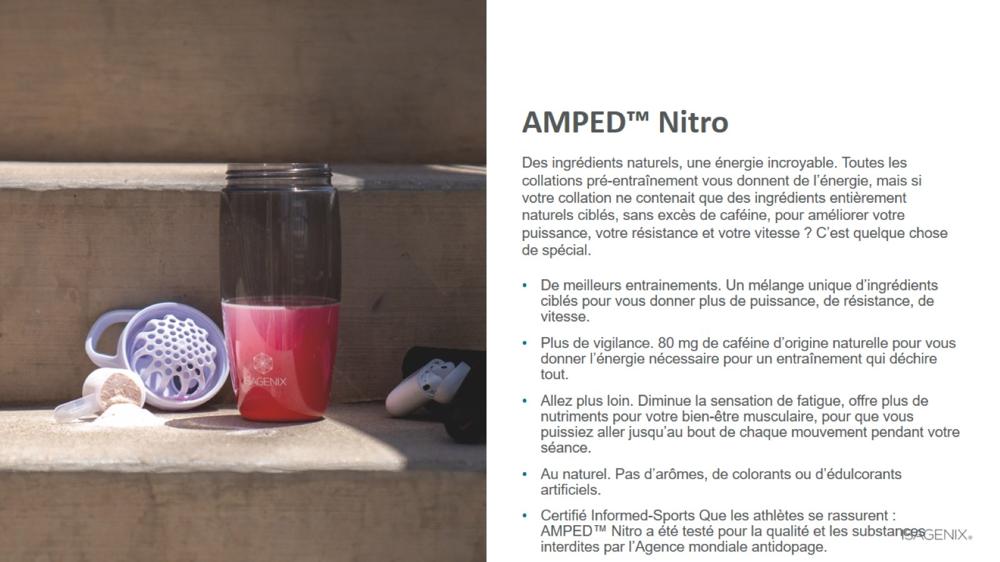 AMPED™ Nitro
Des ingrédients naturels, une énergie incroyable. Toutes les
collations pré-entraînement vous donnent de l’énergie, mais si
votre collation ne contenait que des ingrédients entièrement
naturels ciblés, sans excès de caféine, pour améliorer votre
puissance, votre résistance et votre vitesse ? C’est quelque chose
de spécial.
• De meilleurs entrainements. Un mélange unique d’ingrédients
ciblés pour vous donner plus de puissance, de résistance, de
vitesse.
• Plus de vigilance. 80 mg de caféine d’origine naturelle pour vous
donner l’énergie nécessaire pour un entraînement qui déchire
tout.
• Allez plus loin. Diminue la sensation de fatigue, offre plus de
nutriments pour votre bien-être musculaire, pour que vous
puissiez aller jusqu’au bout de chaque mouvement pendant votre
séance.
• Au naturel. Pas d’arômes, de colorants ou d’édulcorants
artificiels.
• Certifié Informed-Sports Que les athlètes se rassurent :
AMPED™ Nitro a été testé pour la qualité et les substances
interdites par l’Agence mondiale antidopage.
ISAGENIX®
ISAGENIX